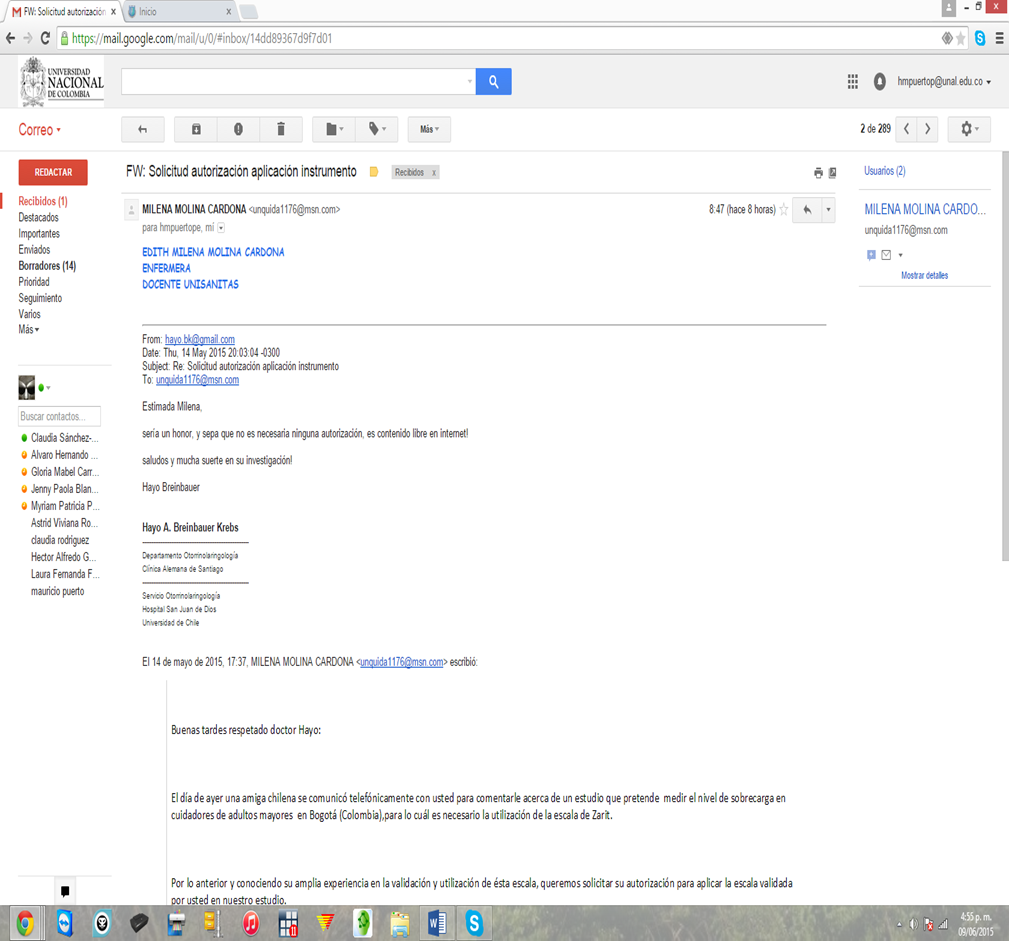 FW: Solicitud autorización
Inicio
https://mail.google.com/mail/u/0/#inbox/14dd89367d9f7d01
UNIVERSIDAD
NACIONAL
DE COLOMBIA
hmpuertop@unal.edu.co
Correo
Más
2 de 289
REDACTAR
FW: Solicitud autorización aplicación instrumento
Recibidos x
Usuarios (2)
Recibidos (1)
Destacados
Importantes
Enviados
Borradores (14)
Prioridad
Seguimiento
Varios
Más
MILENA MOLINA CARDONA <unquida1176@msn.com>
8:47 (hace 8 horas)
para hmpuertope, mí
MILENA MOLINA CARDO...
unquida1176@msn.com
Mostrar detalles
EDITH MILENA MOLINA CARDONA
ENFERMERA
DOCENTE UNISANITAS
From: hayo.bk@gmail.com
Date: Thu, 14 May 2015 20:03:04 -0300
Subject: Re: Solicitud autorización aplicación instrumento
To: unquida1176@msn.com
Estimada Milena,
sería un honor, y sepa que no es necesaria ninguna autorización, es contenido libre en internet!
saludos y mucha suerte en su investigación!
Hayo Breinbauer
Hayo A. Breinbauer Krebs
Departamento Otorrinolaringología
Clínica Alemana de Santiago
Servicio Otorrinolaringología
Hospital San Juan de Dios
Universidad de Chile
Buscar contactos...
Claudia Sánchez-...
Alvaro Hernando ...
Gloria Mabel Carr...
Jenny Paola Blan...
Myriam Patricia P...
Astrid Viviana Ro...
claudia rodriguez
Hector Alfredo G...
Laura Fernanda F...
mauricio puerto
El 14 de mayo de 2015, 17:37, MILENA MOLINA CARDONA <unquida1176@msn.com> escribió:
Buenas tardes respetado doctor Hayo:
El día de ayer una amiga chilena se comunicó telefónicamente con usted para comentarle acerca de un estudio que pretende medir el nivel de sobrecarga en
cuidadores de adultos mayores en Bogotá (Colombia),para lo cuál es necesario la utilización de la escala de Zarit.
Por lo anterior y conociendo su amplia experiencia en la validación y utilización de ésta escala, queremos solicitar su autorización para aplicar la escala validada
por usted en nuestro estudio.
4:55 p. m.
09/06/2015